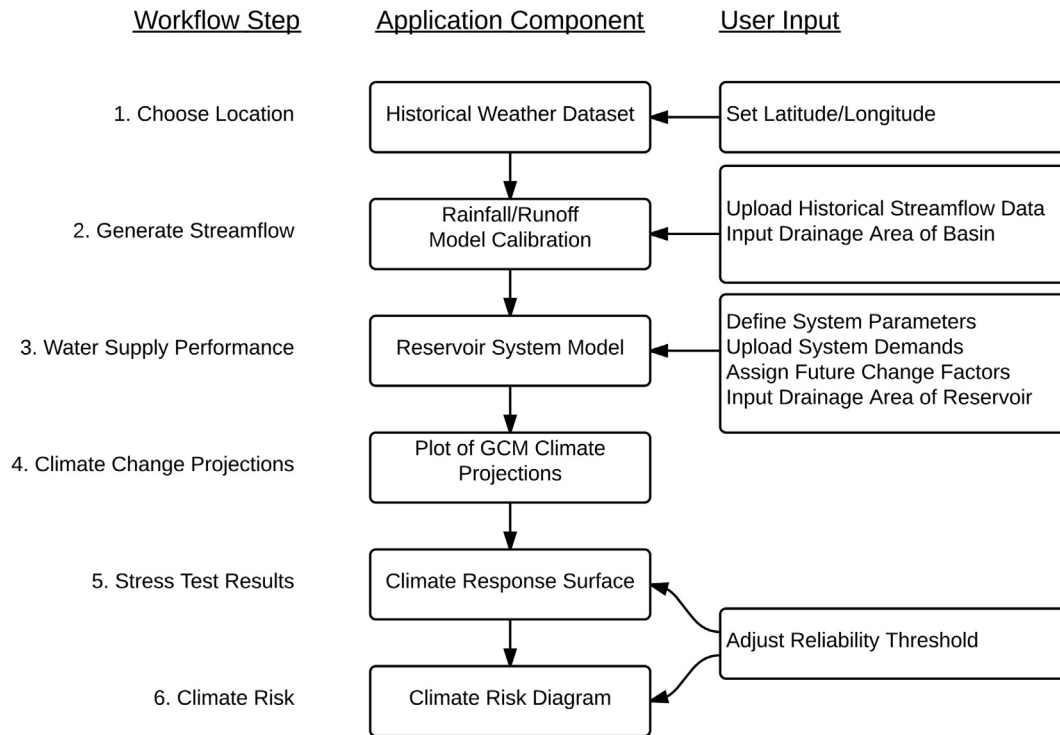 Workflow Step
Application Component
User Input
1. Choose Location
Historical Weather Dataset
Set Latitude/Longitude
2. Generate Streamflow
Rainfall/Runoff
Model Calibration
Upload Historical Streamflow Data
Input Drainage Area of Basin
3. Water Supply Performance
Reservoir System Model
Define System Parameters
Upload System Demands
Assign Future Change Factors
Input Drainage Area of Reservoir
4. Climate Change Projections
Plot of GCM Climate
Projections
5. Stress Test Results
Climate Response Surface
Adjust Reliability Threshold
6. Climate Risk
Climate Risk Diagram